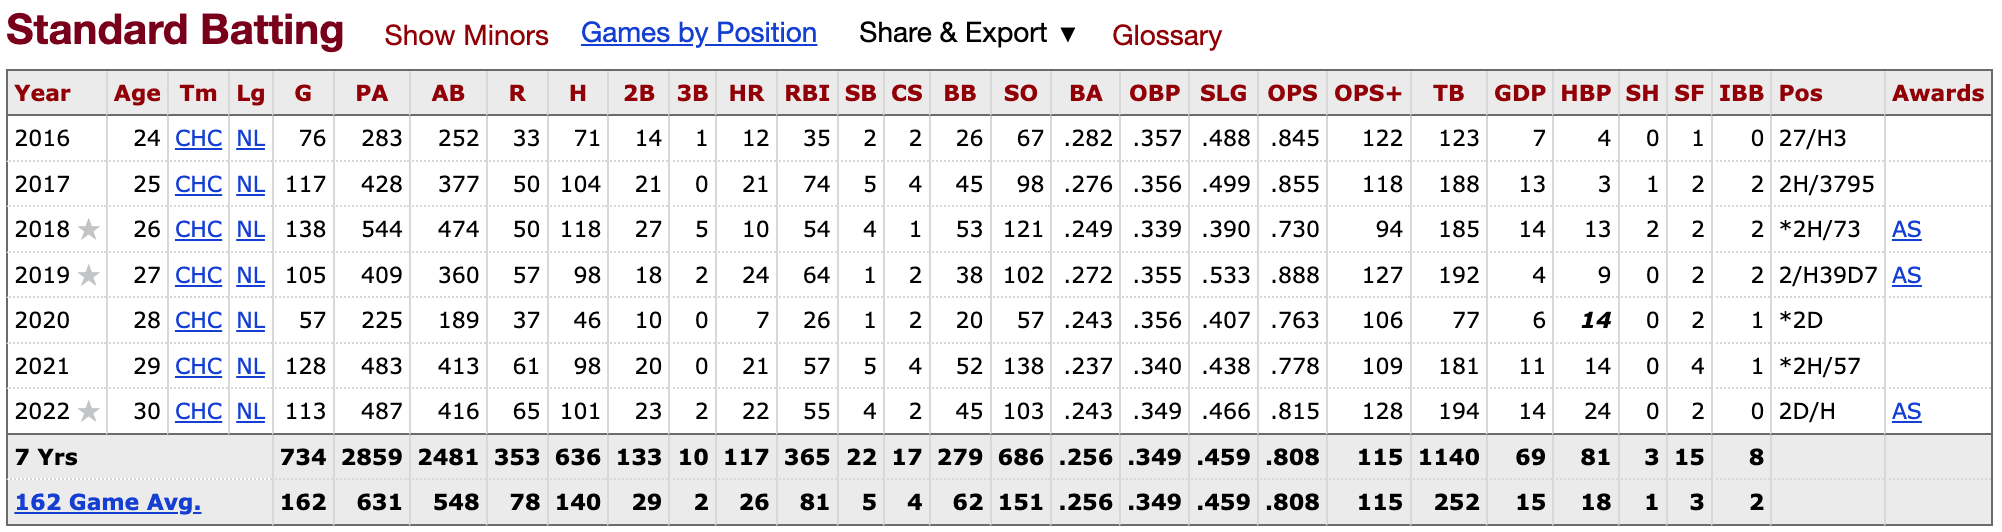 Standard Batting Show Minors Games by Position Share & Export ▼ Glossary
Year Age Tm Lg G PA AB R H 2B 3B HR RBI SB CS BB SO BA OBP SLG OPS OPS+ TB GDP HBP SH SF IBB Pos Awards
2016 24 CHC NL 76 283 252 33 71 14 1 12 35 2 2 26 67 .282 .357 .488 .845 122 123 7 4 0 1 0 27/H3
2017 25 CHC NL 117 428 377 50 104 21 0 21 74 5 4 45 98 .276 .356 .499 .855 118 188 13 3 1 2 2 2H/3795
2018 ★ 26 CHC NL 138 544 474 50 118 27 5 10 54 4 1 53 121 .249 .339 .390 .730 94 185 14 13 2 2 2 *2H/73 AS
2019 ★ 27 CHC NL 105 409 360 57 98 18 2 24 64 1 2 38 102 .272 .355 .533 .888 127 192 4 9 0 2 2 2/H39D7 AS
2020 28 CHC NL 57 225 189 37 46 10 0 7 26 1 2 20 57 .243 .356 .407 .763 106 77 6 14 0 2 1 *2D
2021 29 CHC NL 128 483 413 61 98 20 0 21 57 5 4 52 138 .237 .340 .438 .778 109 181 11 14 0 4 1 *2H/57
2022 ★ 30 CHC NL 113 487 416 65 101 23 2 22 55 4 2 45 103 .243 .349 .466 .815 128 194 14 24 0 2 0 2D/H AS
7 Yrs 734 2859 2481 353 636 133 10 117 365 22 17 279 686 .256 .349 .459 .808 115 1140 69 81 3 15 8
162 Game Avg. 162 631 548 78 140 29 2 26 81 5 4 62 151 .256 .349 .459 .808 115 252 15 18 1 3 2